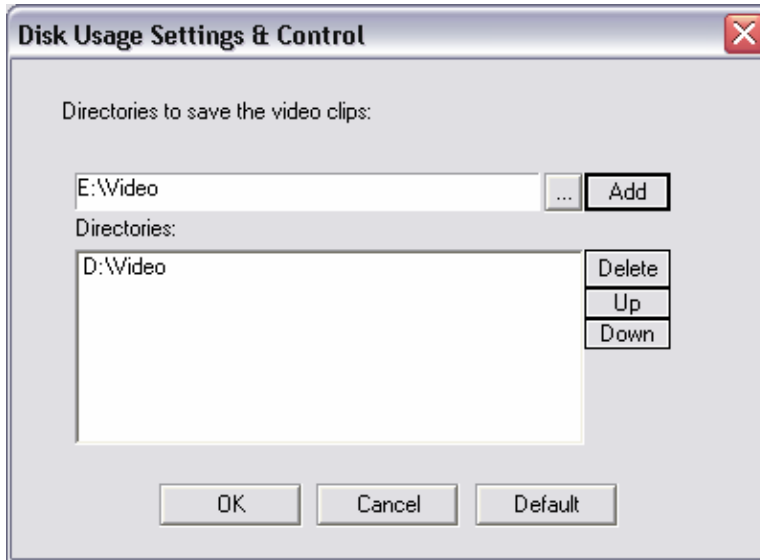 Disk Usage Settings & Control
Directories to save the video clips:
E:\Video
...
Add
Directories:
D:\Video
Delete
Up
Down
OK
Cancel
Default